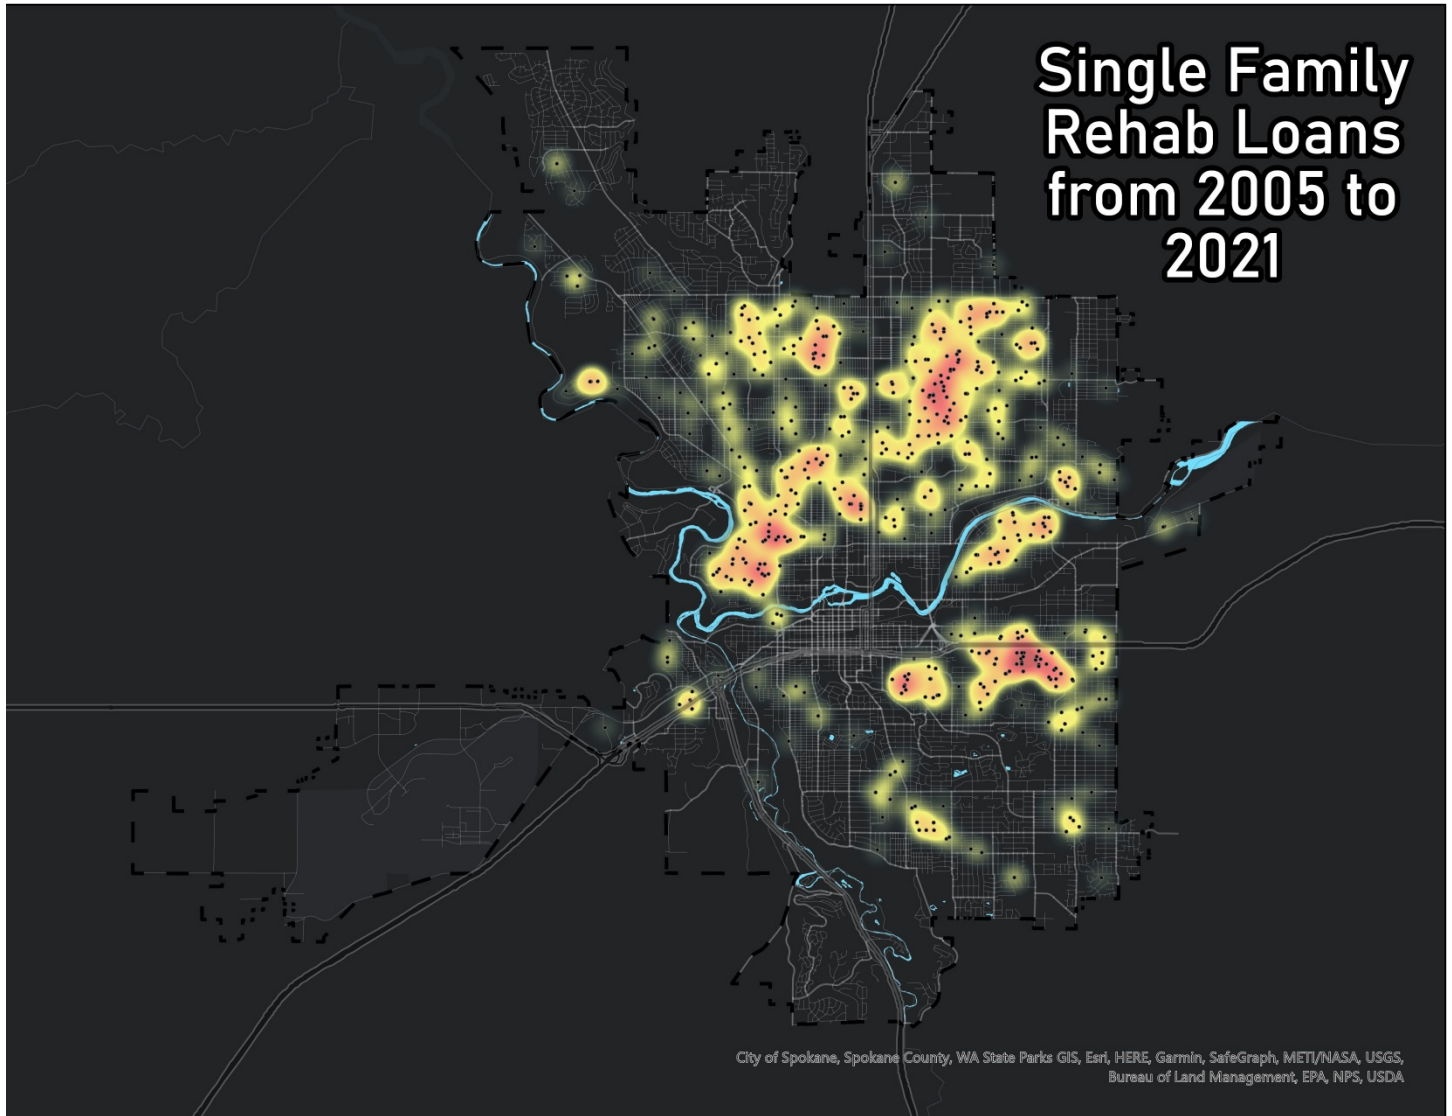 Single Family
Rehab Loans
from 2005 to
2021
City of Spokane, Spokane County, WA State Parks GIS, Esri, HERE, Garmin, SafeGraph, METI/NASA, USGS,
Bureau of Land Management, EPA, NPS, USDA